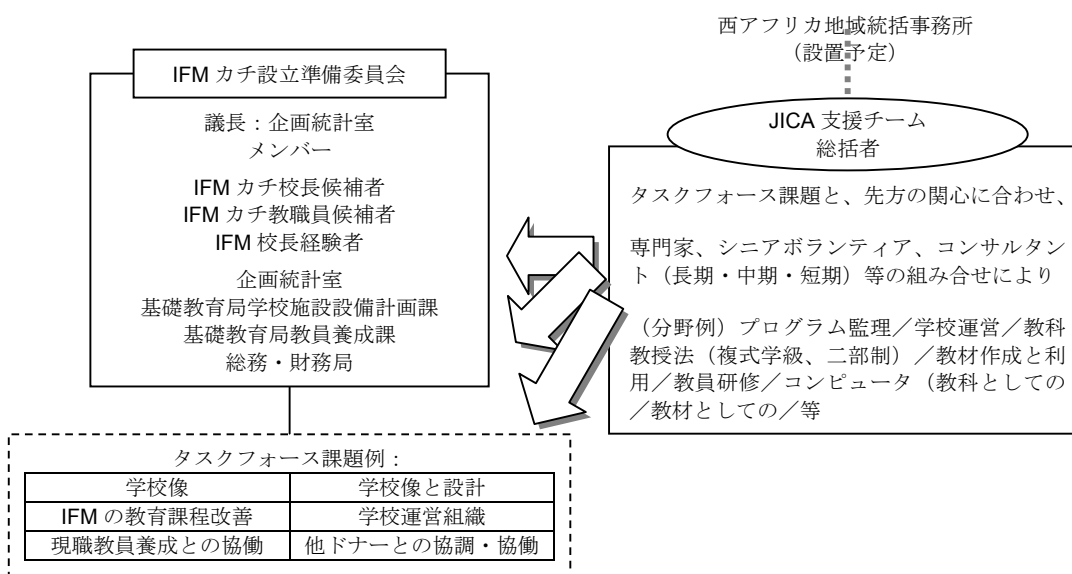 IFM カチ設立準備委員会
議長：企画統計室
メンバー
IFM カチ校長候補者
IFM カチ教職員候補者
IFM 校長経験者
企画統計室
基礎教育局学校施設設備計画課
基礎教育局教員養成課
総務・財務局
西アフリカ地域統括事務所
（設置予定）
JICA 支援チーム
総括者
タスクフォース課題と、先方の関心に合わせ、
専門家、シニアボランティア、コンサルタン
ト（長期・中期・短期）等の組み合せにより
（分野例）プログラム監理／学校運営／教科
教授法（複式学級、二部制）／教材作成と利
用／教員研修／コンピュータ（教科としての
／教材としての／等
タスクフォース課題例：
学校像 学校像と設計
IFM の教育課程改善 学校運営組織
現職教員養成との協働 他ドナーとの協調・協働